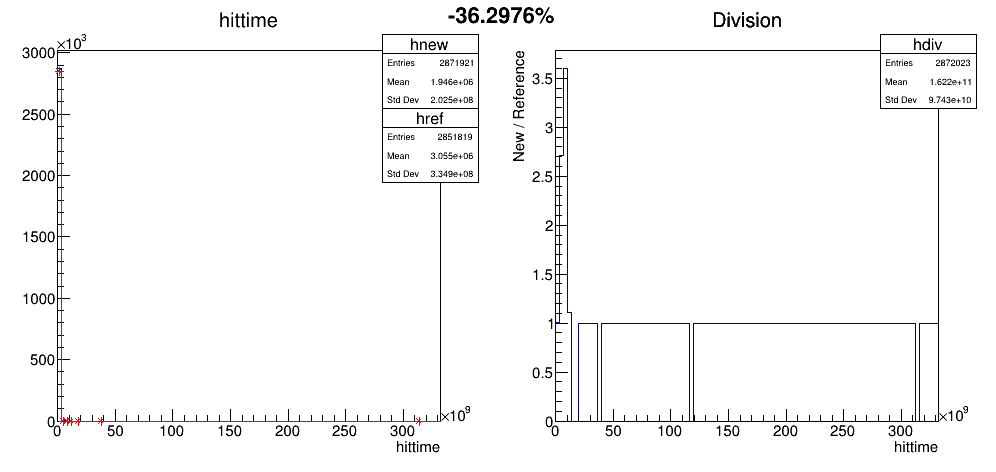 -36.2976%
hittime
×10³
3000
2500
2000
1500
1000
500
0
0 50 100 150 200 250 300
×10⁹
hittime
hnew
Entries 2871921
Mean 1.946e+06
Std Dev 2.025e+08
href
Entries 2851819
Mean 3.055e+06
Std Dev 3.349e+08
Division
New / Reference
3.5
3
2.5
2
1.5
1
0.5
0
0 50 100 150 200 250 300
×10⁹
hittime
hdiv
Entries 2872023
Mean 1.622e+11
Std Dev 9.743e+10